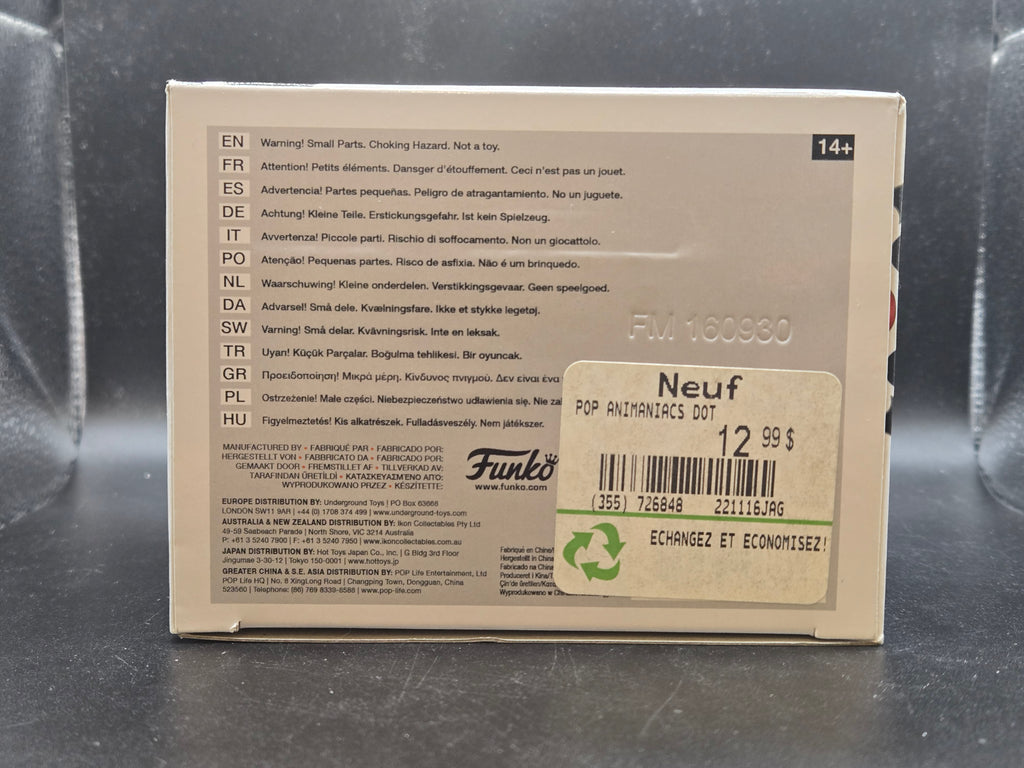 EN Warning! Small Parts. Choking Hazard. Not a toy.
14+
FR Attention! Petits éléments. Dansger d'étouffement. Ceci n'est pas un jouet.
ES Advertencia! Partes pequeñas. Peligro de atragantamiento. No un juguete.
DE Achtung! Kleine Teile. Erstickungsgefahr. Ist kein Spielzeug.
IT Avvertenza! Piccole parti. Rischio di soffocamento. Non un giocattolo.
PO Atenção! Pequenas partes. Risco de asfixia. Não é um brinquedo.
NL Waarschuwing! Kleine onderdelen. Verstikkingsgevaar. Geen speelgoed.
DA Advarsel! Små dele. Kvælningsfare. Ikke et stykke legetøj.
SW Varning! Små delar. Kvävningsrisk. Inte en leksak.
FM 160930
TR Uyarı! Küçük Parçalar. Boğulma tehlikesi. Bir oyuncak.
GR Προειδοποίηση! Μικρά μέρη. Κίνδυνος πνιγμού. Δεν είναι ένα
PL Ostrzeżenie! Małe części. Niebezpieczeństwo udławienia się. Nie
HU Figyelmeztetés! Kis alkatrészek. Fulladásveszély. Nem játékszer.
MANUFACTURED BY • FABRIQUÉ PAR • FABRICADO POR:
HERGESTELLT VON • FABBRICATO DA • FABRICADO POR:
GEMAAKT DOOR • FREMSTILLET AF • TILLVERKAD AV:
TARAFINDAN ÜRETİLDİ • ΚΑΤΑΣΚΕΥΑΣΜΕΝΟ ΑΠΟ:
WYPRODUKOWANO PRZEZ • KÉSZÍTETTE:
Funko
www.funko.com
EUROPE DISTRIBUTION BY: Underground Toys | PO Box 63668
LONDON SW11 9AR | +44 (0) 1708 374 499 | www.underground-toys.com
AUSTRALIA & NEW ZEALAND DISTRIBUTION BY: Ikon Collectables Pty Ltd
49-59 Seabeach Parade | North Shore, VIC 3214 Australia
P: +61 3 5240 7900 | F: +61 3 5240 7950 | www.ikoncollectables.com.au
JAPAN DISTRIBUTION BY: Hot Toys Japan Co., Inc. | G Bldg 3rd Floor
Jingumae 3-30-12 | Tokyo 150-0001 | www.hottoys.jp
GREATER CHINA & S.E. ASIA DISTRIBUTION BY: POP Life Entertainment, Ltd
POP Life HQ | No. 8 XingLong Road | Changping Town, Dongguan, China
523560 | Telephone: (86) 769 8339-8588 | www.pop-life.com
Fabriqué en Chine/
Hergestellt in China
Fabricado na China
Wyprodukowano w
Neuf
POP ANIMANIACS DOT
12 99 $
(355) 726848 221116JAG
ECHANGEZ ET ECONOMISEZ!